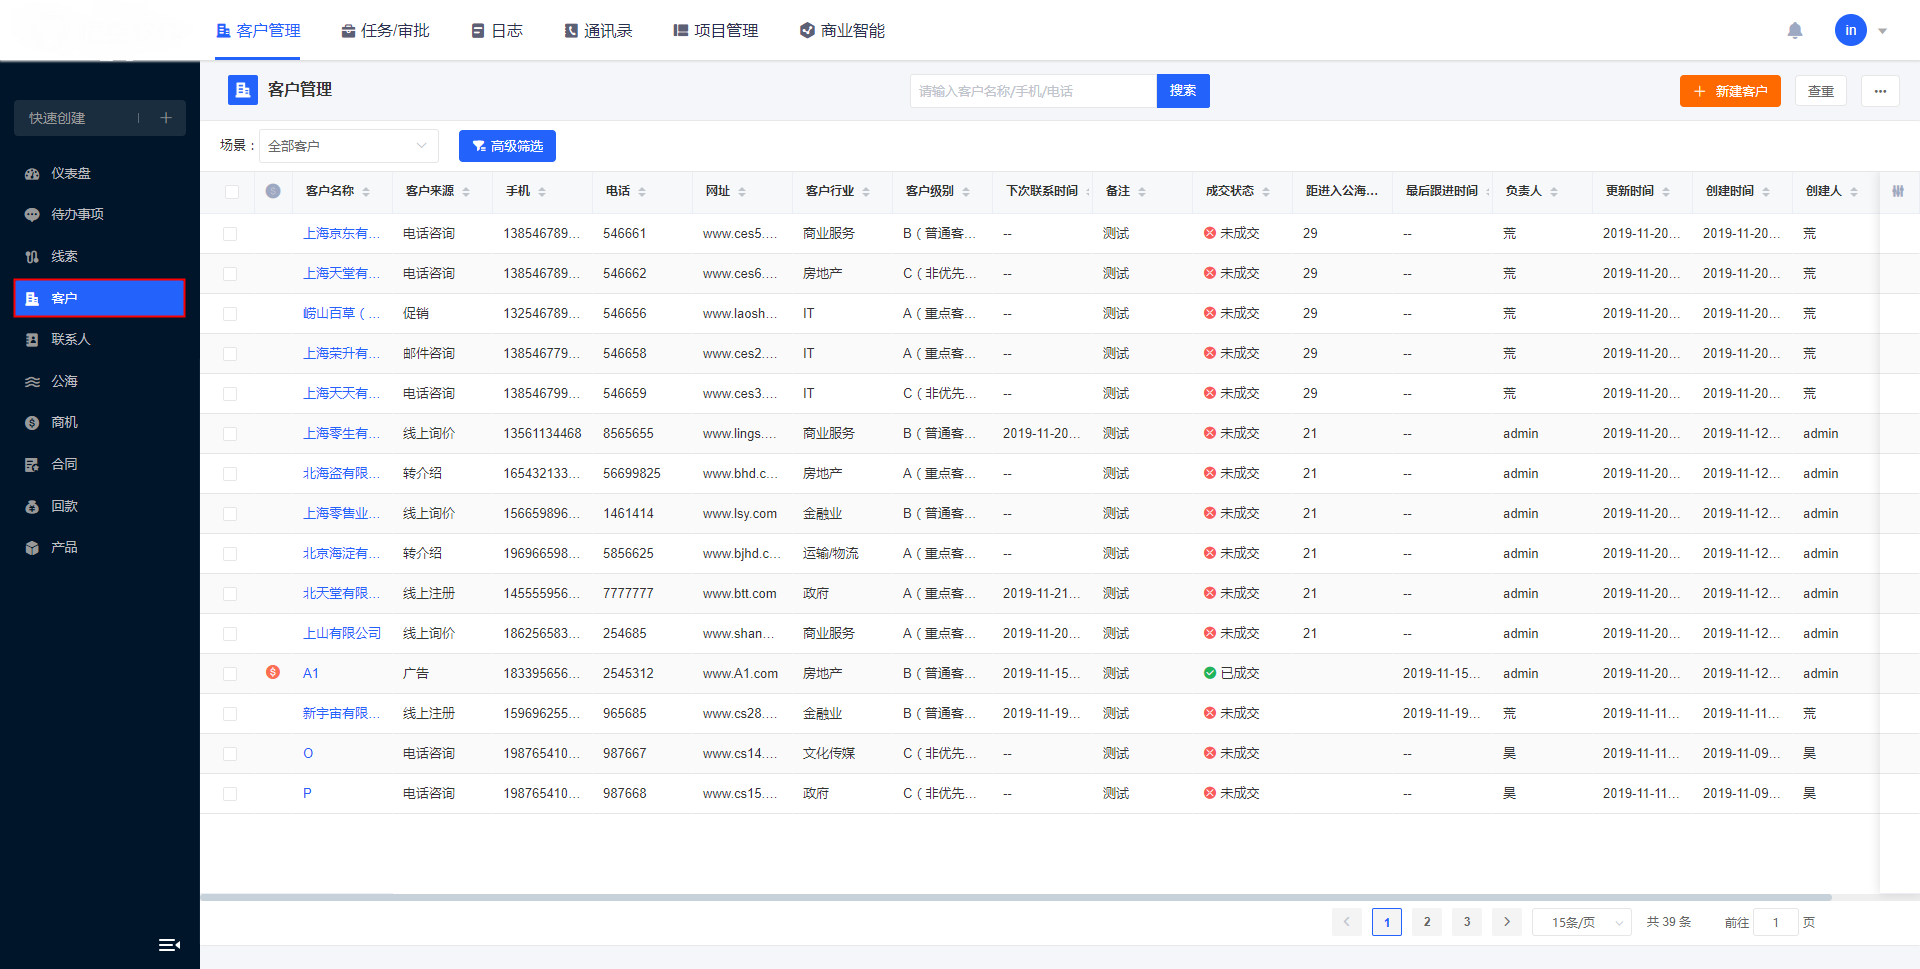 客户管理 任务/审批 日志 通讯录 项目管理 商业智能 in
客户管理 请输入客户名称/手机/电话 搜索 + 新建客户 查重 ...
快速创建 | +
仪表盘
待办事项
线索
客户
联系人
公海
商机
合同
回款
产品
场景： 全部客户 高级筛选
客户名称 客户来源 手机 电话 网址 客户行业 客户级别 下次联系时间 备注 成交状态 距进入公海... 最后跟进时间 负责人 更新时间 创建时间 创建人
上海京东有... 电话咨询 138546789... 546661 www.ces5.... 商业服务 B（普通客... -- 测试 未成交 29 -- 荒 2019-11-20... 2019-11-20... 荒
上海天堂有... 电话咨询 138546789... 546662 www.ces6.... 房地产 C（非优先... -- 测试 未成交 29 -- 荒 2019-11-20... 2019-11-20... 荒
崂山百草（... 促销 132546789... 546656 www.laosh... IT A（重点客... -- 测试 未成交 29 -- 荒 2019-11-20... 2019-11-20... 荒
上海荣升有... 邮件咨询 138546779... 546658 www.ces2.... IT A（重点客... -- 测试 未成交 29 -- 荒 2019-11-20... 2019-11-20... 荒
上海天天有... 电话咨询 138546799... 546659 www.ces3.... IT C（非优先... -- 测试 未成交 29 -- 荒 2019-11-20... 2019-11-20... 荒
上海零生有... 线上询价 13561134468 8565655 www.lings.... 商业服务 B（普通客... 2019-11-20... 测试 未成交 21 -- admin 2019-11-20... 2019-11-12... admin
北海盗有限... 转介绍 165432133... 56699825 www.bhd.c... 房地产 A（重点客... -- 测试 未成交 21 -- admin 2019-11-20... 2019-11-12... admin
上海零售业... 线上询价 156659896... 1461414 www.lsy.com 金融业 B（普通客... -- 测试 未成交 21 -- admin 2019-11-20... 2019-11-12... admin
北京海淀有... 转介绍 196966598... 5856625 www.bjhd.c... 运输/物流 A（重点客... -- 测试 未成交 21 -- admin 2019-11-20... 2019-11-12... admin
北天堂有限... 线上注册 145555956... 7777777 www.btt.com 政府 A（重点客... 2019-11-21... 测试 未成交 21 -- admin 2019-11-20... 2019-11-12... admin
上山有限公司 线上询价 186256583... 254685 www.shan... 商业服务 A（重点客... 2019-11-20... 测试 未成交 21 -- admin 2019-11-20... 2019-11-12... admin
A1 广告 183395656... 2545312 www.A1.com 房地产 B（普通客... 2019-11-15... 测试 已成交 2019-11-15... admin 2019-11-20... 2019-11-12... admin
新宇宙有限... 线上注册 159696255... 965685 www.cs28.... 金融业 B（普通客... 2019-11-19... 测试 未成交 2019-11-19... 荒 2019-11-11... 2019-11-11... 荒
O 电话咨询 198765410... 987667 www.cs14.... 文化传媒 C（非优先... -- 测试 未成交 -- 昊 2019-11-11... 2019-11-09... 昊
P 电话咨询 198765410... 987668 www.cs15.... 政府 C（非优先... -- 测试 未成交 -- 昊 2019-11-11... 2019-11-09... 昊
< 1 2 3 > 15条/页 共 39 条 前往 1 页